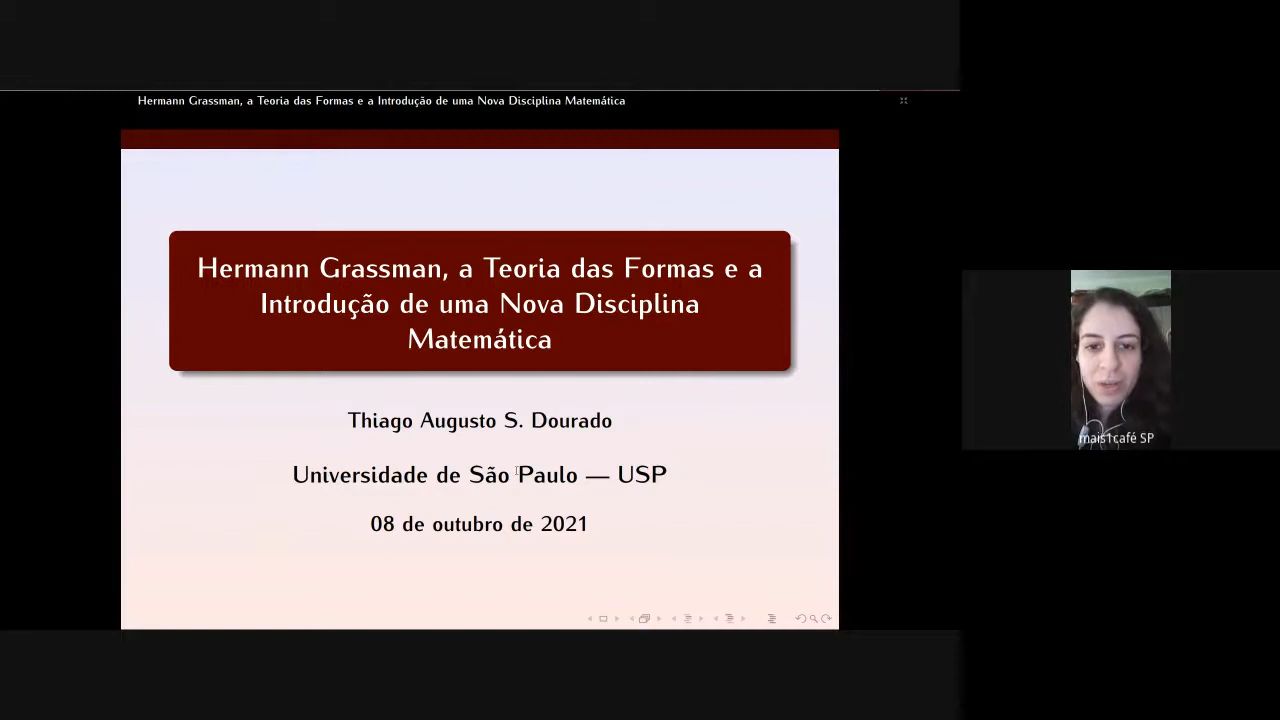 Hermann Grassman, a Teoria das Formas e a Introdução de uma Nova Disciplina Matemática
Hermann Grassman, a Teoria das Formas e a
Introdução de uma Nova Disciplina
Matemática
Thiago Augusto S. Dourado
Universidade de São Paulo — USP
08 de outubro de 2021
mais1café SP